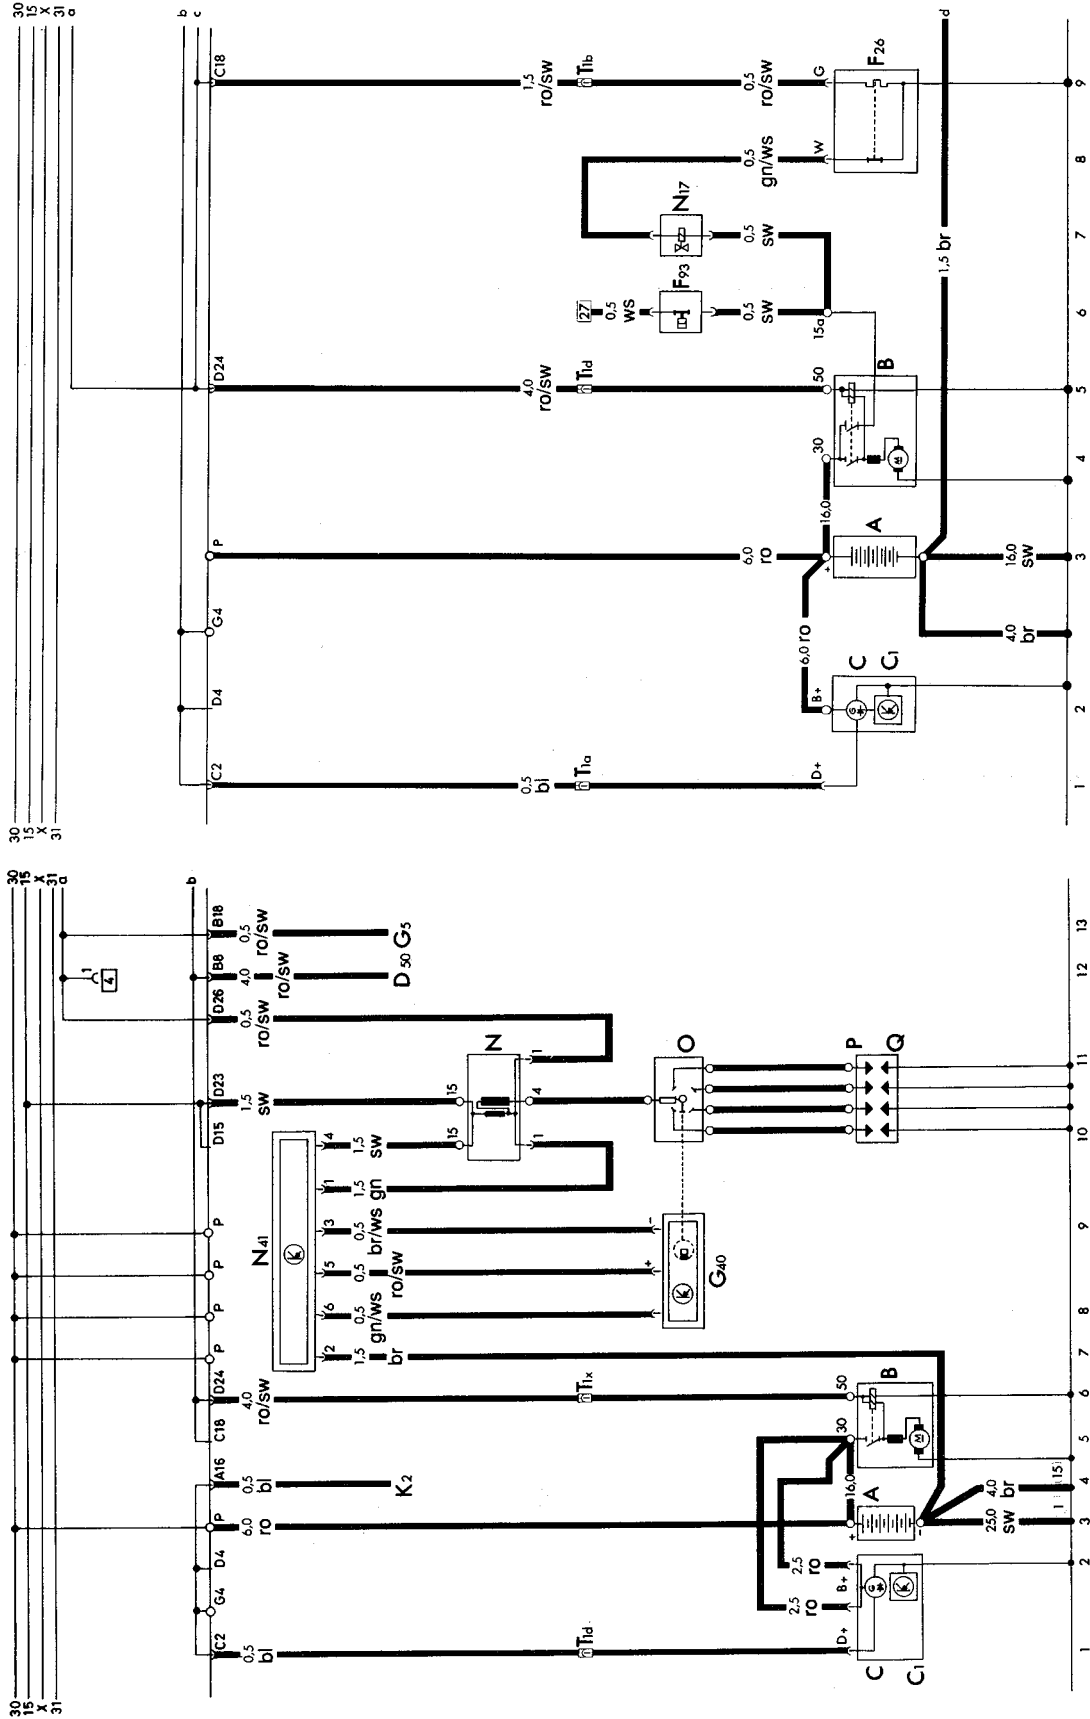 30 30
15 15
X X
31 31
a
4 1
b
C2 G4 D4 P A16 C18 D24 P P P P D15 D23 D26 B8 B18
0,5 6,0 0,5 4,0 1,5 0,5 4,0 0,5
bl ro bl ro/sw sw ro/sw ro/sw ro/sw
N41
2 6 5 3 1 4
1,5 0,5 0,5 0,5 1,5 1,5
br gn/ws ro/sw br/ws gn sw
K2
D 50
G5
15 15
N
1 4 1
T1d T1x
- + O
G40
2,5 2,5
ro ro
16,0
D+ B+ + 30 50 P
C A B Q
C1
-
25,0 4,0
sw br
1 15
1 2 3 4 5 6 7 8 9 10 11 12 13
30 30
15 15
X X
31 31
a
b
c
C2 D4 G4 P D24 C18
0,5 4,0 1,5
bl ro/sw ro/sw
T1a T1d 27 T1b
0,5
ws
F93 N17
6,0 0,5 0,5 0,5 0,5
ro sw sw gn/ws ro/sw
6,0 ro 16,0
D+ B+ + 30 50 15a W G
C A B F26
C1
1,5 br d
4,0 16,0
br sw
1 2 3 4 5 6 7 8 9